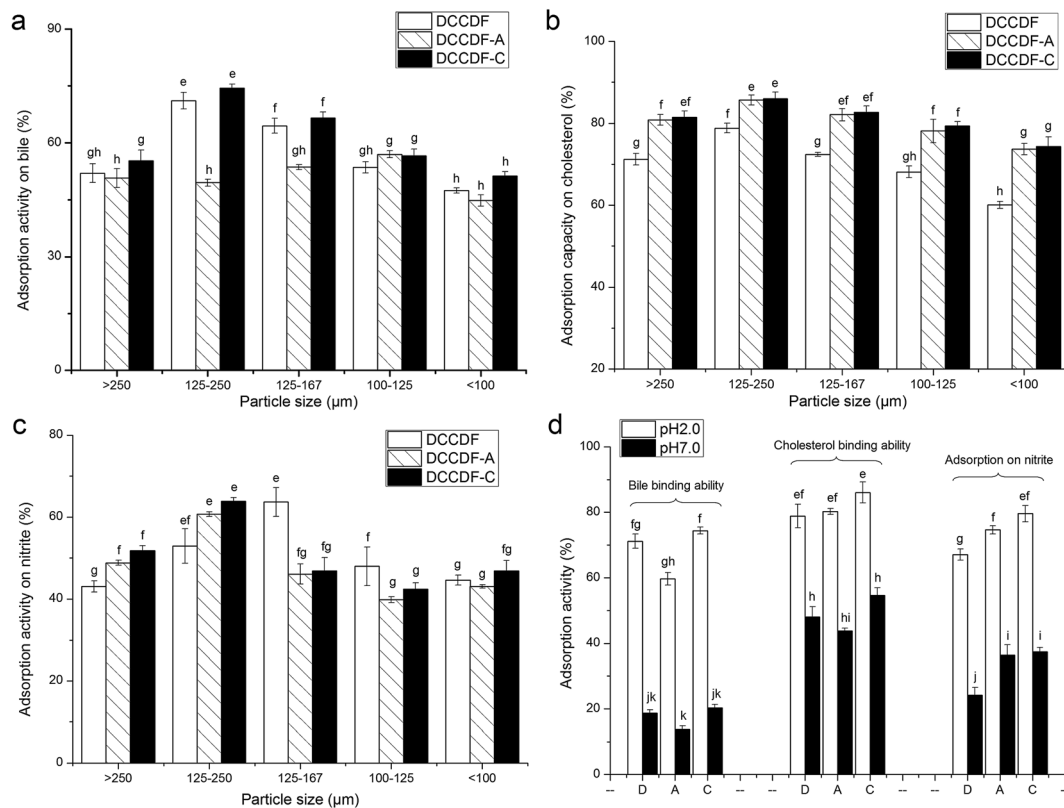 a
DCCDF
DCCDF-A
DCCDF-C
Adsorption activity on bile (%)
90
60
30
0
gh h g
e h e
f gh f
g g g
h h h
>250 125-250 125-167 100-125 <100
Particle size (μm)
b
DCCDF
DCCDF-A
DCCDF-C
Adsorption capacity on cholesterol (%)
100
80
60
40
20
g ef ef
f e e
g ef ef
gh f f
h g g
>250 125-250 125-167 100-125 <100
Particle size (μm)
c
DCCDF
DCCDF-A
DCCDF-C
Adsorption activity on nitrite (%)
80
60
40
20
0
g f f
ef e e
e fg fg
f g g
g g fg
>250 125-250 125-167 100-125 <100
Particle size (μm)
d
pH2.0
pH7.0
Adsorption activity (%)
100
80
60
40
20
0
Bile binding ability
Cholesterol binding ability
Adsorption on nitrite
fg jk gh k f jk
ef h ef hi e h
g j f i ef i
-- D A C -- -- D A C -- -- D A C -